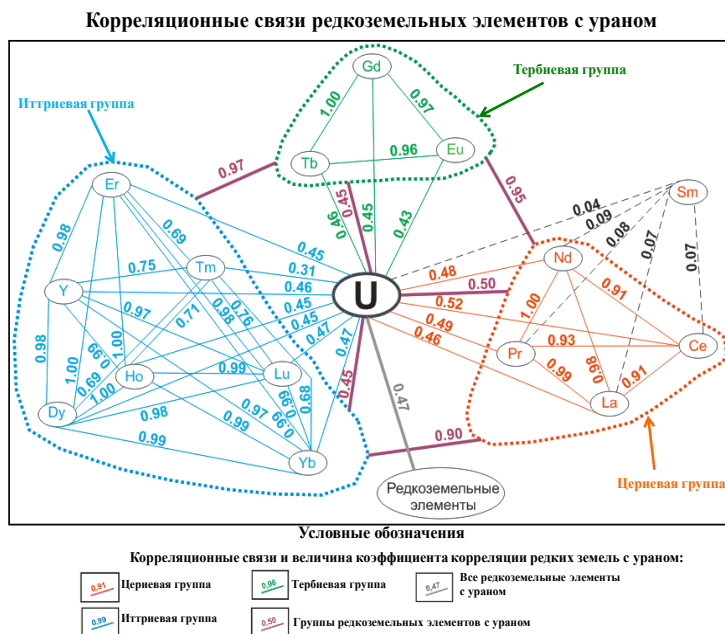 Корреляционные связи редкоземельных элементов с ураном
Gd
Тербиевая группа
Иттриевая группа
1.00
0.97
0.96
Tb
Eu
0.97
0.95
Er
Sm
0.04
0.09
0.08
0.07
0.07
0.46
0.45
0.45
0.43
0.98
0.69
0.45
Tm
0.75
0.31
Nd
0.48
Y
0.46
U
0.50
0.91
0.97
0.45
0.76
0.71
0.98
0.45
0.52
1.00
0.47
0.49
0.98
0.99
1.00
0.47
0.46
Pr
0.93
Ce
Ho
0.99
Lu
0.69
1.00
1.00
0.45
0.98
0.99
0.91
La
Dy
0.98
0.99
0.68
0.97
0.99
0.99
0.99
0.47
0.90
Yb
Редкоземельные
элементы
Цериевая группа
Условные обозначения
Корреляционные связи и величина коэффициента корреляции редких земель с ураном:
0,91 Цериевая группа
0,96 Тербиевая группа
0,47 Все редкоземельные элементы
с ураном
0,99 Иттриевая группа
0,50 Группы редкоземельных элементов с ураном